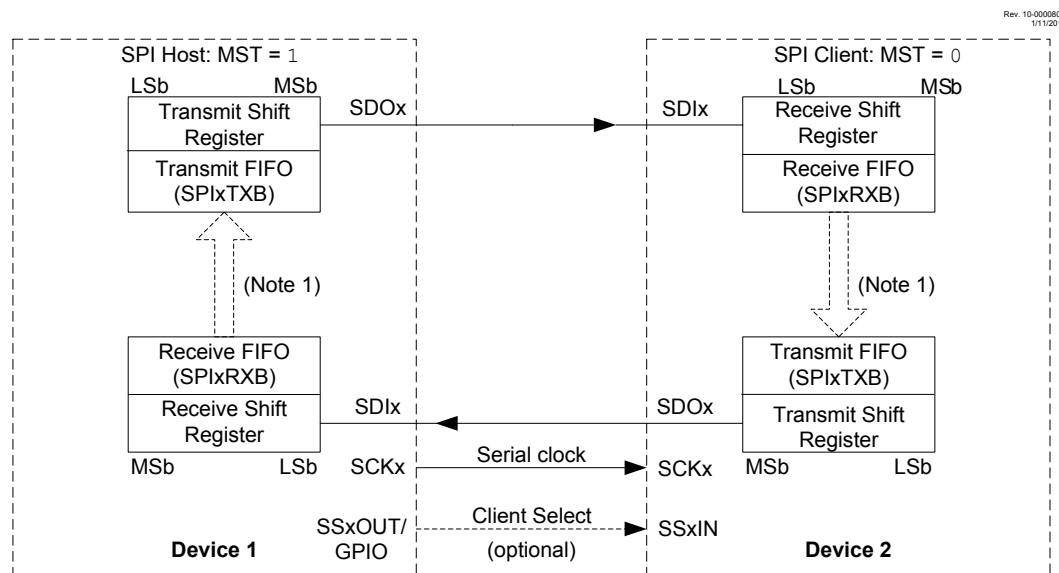 Rev. 10-000080
1/11/20
SPI Host: MST = 1
LSb MSb
Transmit Shift
Register
Transmit FIFO
(SPIxTXB)
(Note 1)
Receive FIFO
(SPIxRXB)
Receive Shift
Register
MSb LSb
Device 1
SDOx
SDIx
SDIx
SDOx
SCKx
Serial clock
SCKx
SSxOUT/
GPIO
Client Select
(optional)
SSxIN
SPI Client: MST = 0
LSb MSb
Receive Shift
Register
Receive FIFO
(SPIxRXB)
(Note 1)
Transmit FIFO
(SPIxTXB)
Transmit Shift
Register
MSb LSb
Device 2